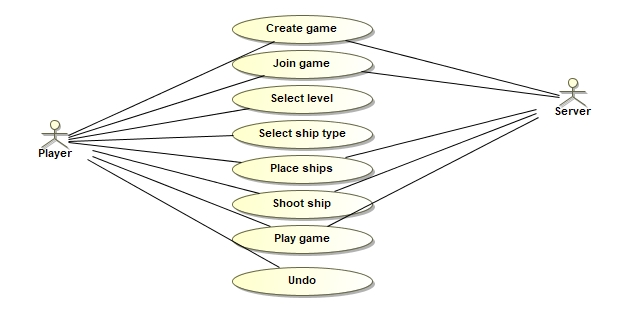 Create game
Join game
Select level
Select ship type
Place ships
Shoot ship
Play game
Undo
Player
Server